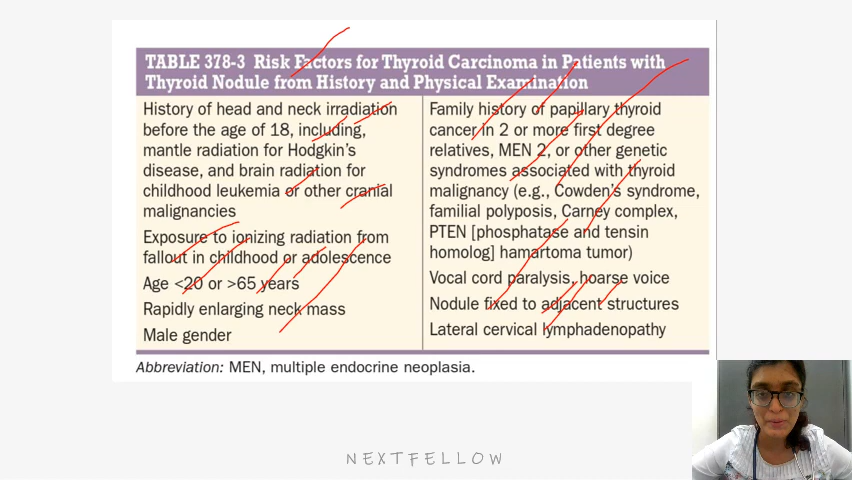 TABLE 378-3 Risk Factors for Thyroid Carcinoma in Patients with
Thyroid Nodule from History and Physical Examination
History of head and neck irradiation
before the age of 18, including,
mantle radiation for Hodgkin's
disease, and brain radiation for
childhood leukemia or other cranial
malignancies
Exposure to ionizing radiation from
fallout in childhood or adolescence
Age <20 or >65 years
Rapidly enlarging neck mass
Male gender
Family history of papillary thyroid
cancer in 2 or more first degree
relatives, MEN 2, or other genetic
syndromes associated with thyroid
malignancy (e.g., Cowden's syndrome,
familial polyposis, Carney complex,
PTEN [phosphatase and tensin
homolog] hamartoma tumor)
Vocal cord paralysis, hoarse voice
Nodule fixed to adjacent structures
Lateral cervical lymphadenopathy
Abbreviation: MEN, multiple endocrine neoplasia.
NEXTFELLOW